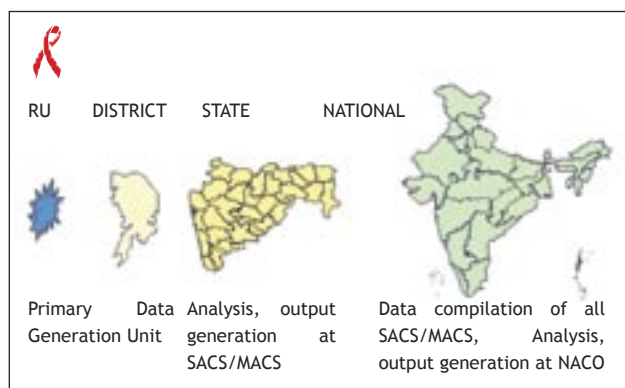 RU DISTRICT STATE NATIONAL
Primary Data
Generation Unit
Analysis, output
generation at
SACS/MACS
Data compilation of all
SACS/MACS, Analysis,
output generation at NACO